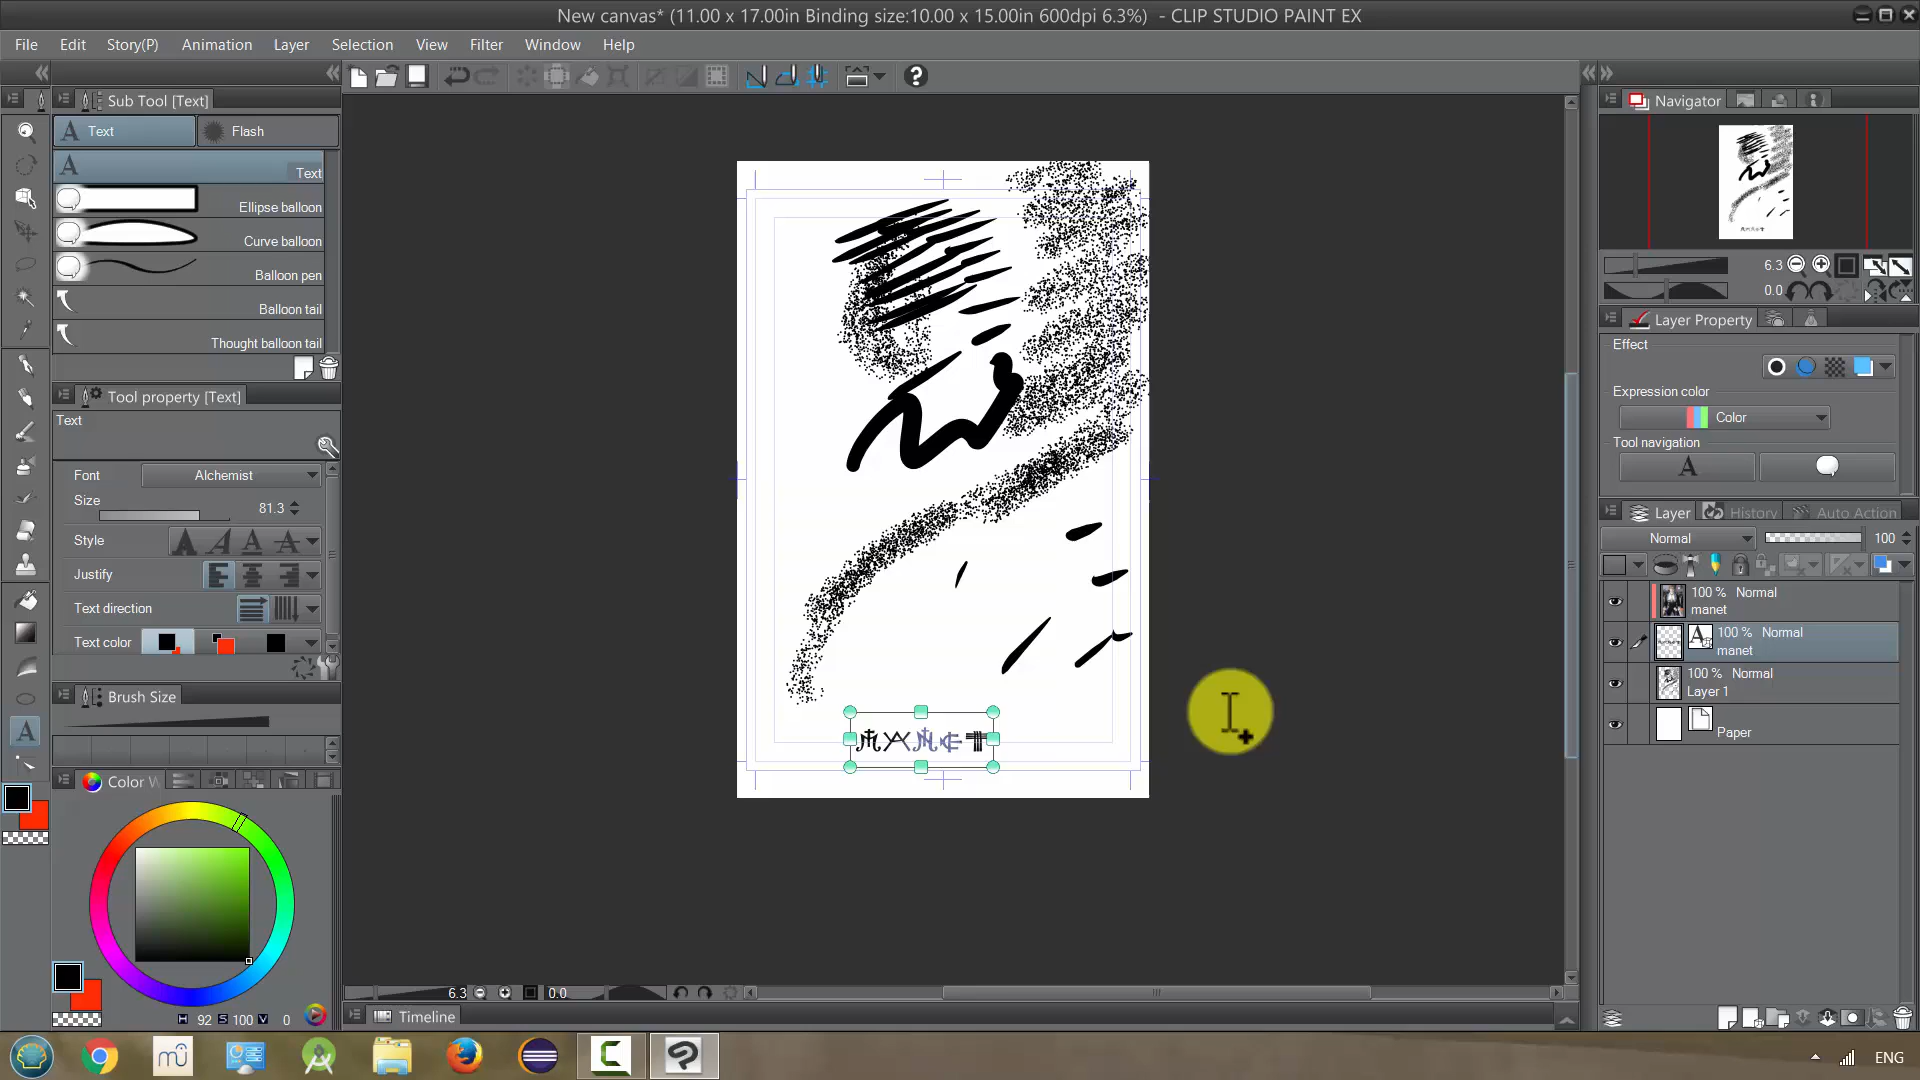 New canvas* (11.00 x 17.00in Binding size:10.00 x 15.00in 600dpi 6.3%) - CLIP STUDIO PAINT EX
File Edit Story(P) Animation Layer Selection View Filter Window Help
Sub Tool [Text]
Text Flash
Text
Ellipse balloon
Curve balloon
Balloon pen
Balloon tail
Thought balloon tail
Tool property [Text]
Text
Font Alchemist
Size 81.3
Style
Justify
Text direction
Text color
Brush Size
Color W
H 92 S 100 V 0
MANET
6.3 0.0
Timeline
Navigator
6.3
0.0
Layer Property
Effect
Expression color
Color
Tool navigation
Layer History Auto Action
Normal 100
100 % Normal
manet
100 % Normal
manet
100 % Normal
Layer 1
Paper
ENG